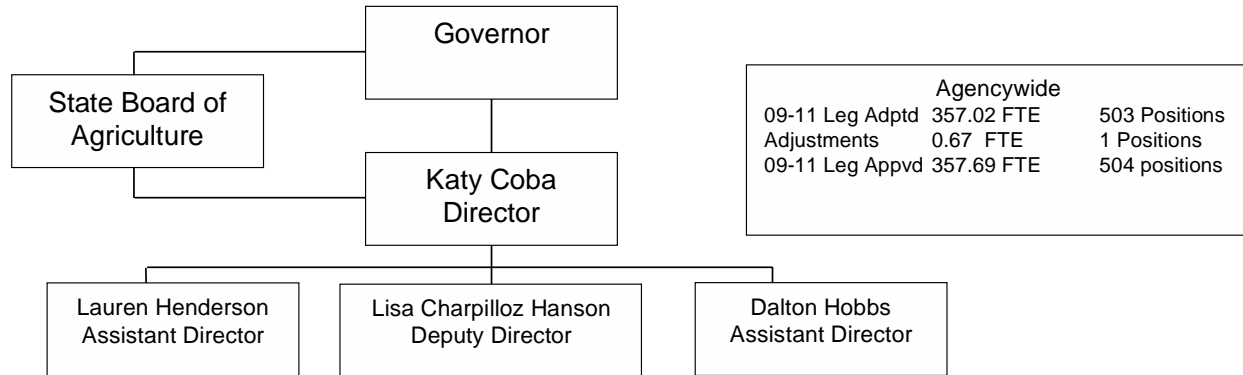 Governor
State Board of
Agriculture
Katy Coba
Director
Agencywide
09-11 Leg Adptd 357.02 FTE 503 Positions
Adjustments 0.67 FTE 1 Positions
09-11 Leg Appvd 357.69 FTE 504 positions
Lauren Henderson
Assistant Director
Lisa Charpilloz Hanson
Deputy Director
Dalton Hobbs
Assistant Director